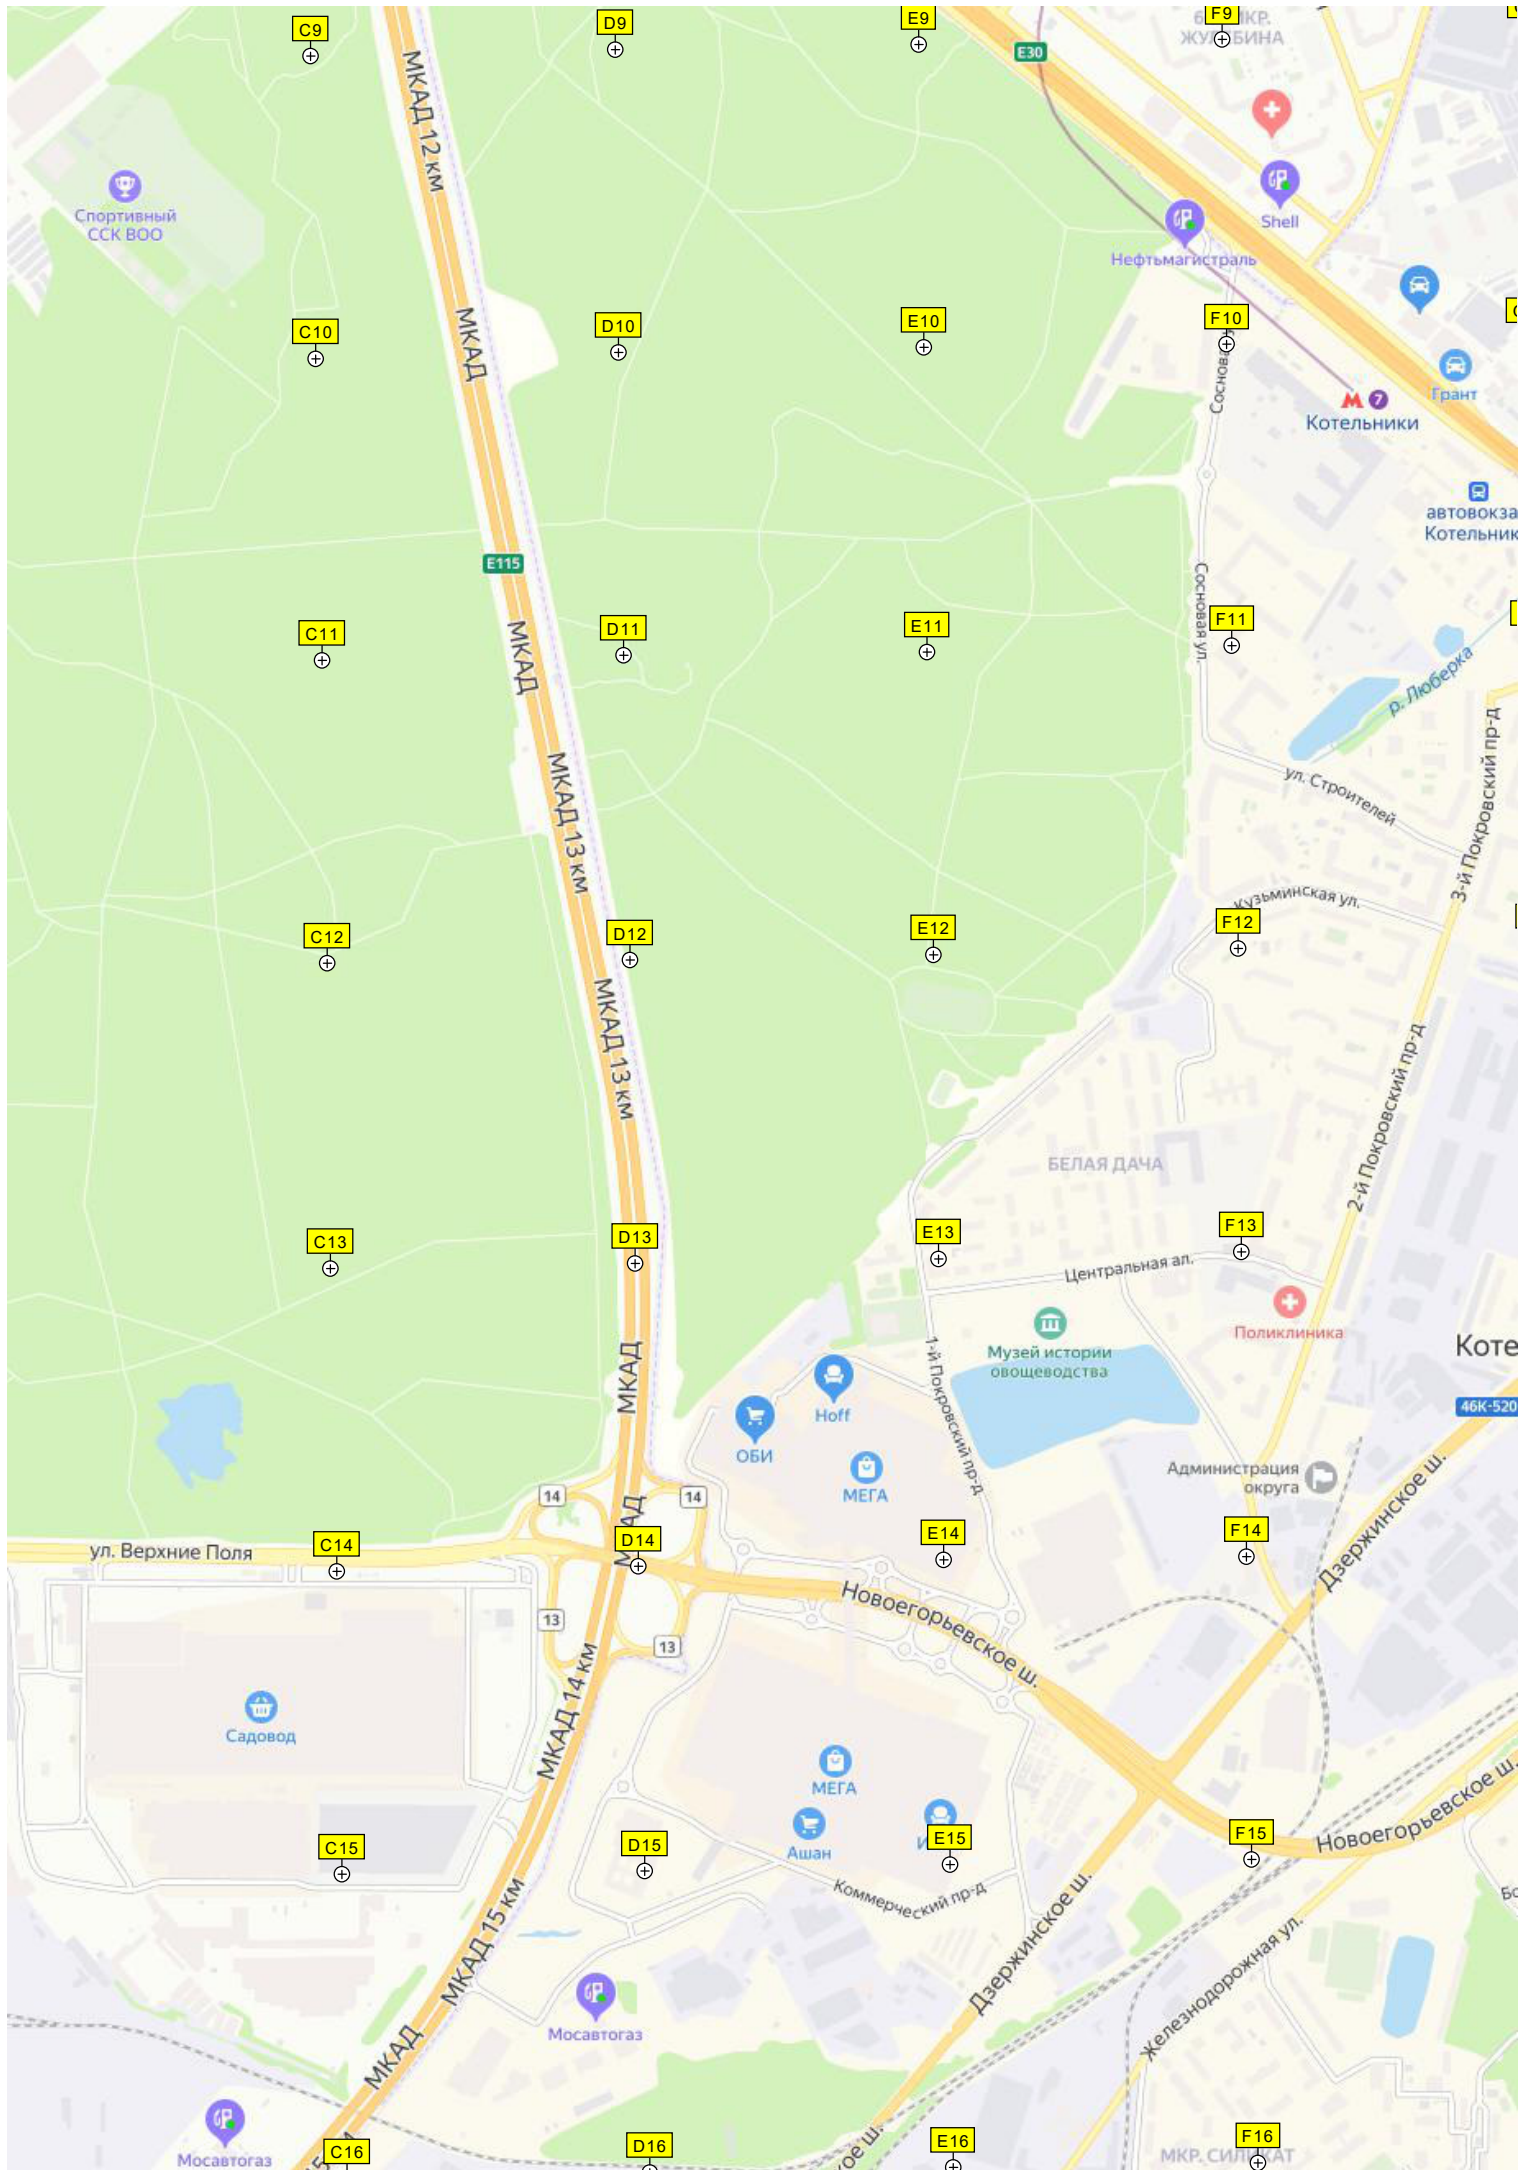 C9
D9
E9
F9
МКР.
ЖУЛЕБИНА
E30
МКАД 12 км
Спортивный
ССК ВОО
Shell
Нефтьмагистраль
C10
D10
E10
F10
МКАД
Грант
М 7
Котельники
автовокза
Котельник
E115
C11
D11
E11
F11
МКАД
Сосновая ул.
р. Люберка
ул. Строителей
3-й Покровский пр-д
МКАД 13 км
Кузьминская ул.
C12
D12
E12
F12
МКАД 13 км
2-й Покровский пр-д
БЕЛАЯ ДАЧА
C13
D13
E13
F13
Центральная ал.
Поликлиника
Музей истории
овощеводства
Коте
МКАД
1-й Покровский пр-д
Hoff
ОБИ
МЕГА
46К-520
Администрация
округа
14
14
МКАД
Дзержинское ш.
C14
D14
E14
F14
ул. Верхние Поля
Новоегорьевское ш.
13
13
МКАД 14 км
Садовод
МЕГА
Ашан
Новоегорьевское ш.
C15
D15
E15
F15
Коммерческий пр-д
МКАД 15 км
Дзержинское ш.
Железнодорожная ул.
Мосавтогаз
МКАД
Мосавтогаз
C16
D16
E16
F16
ое ш.
МКР. СИЛИКАТ